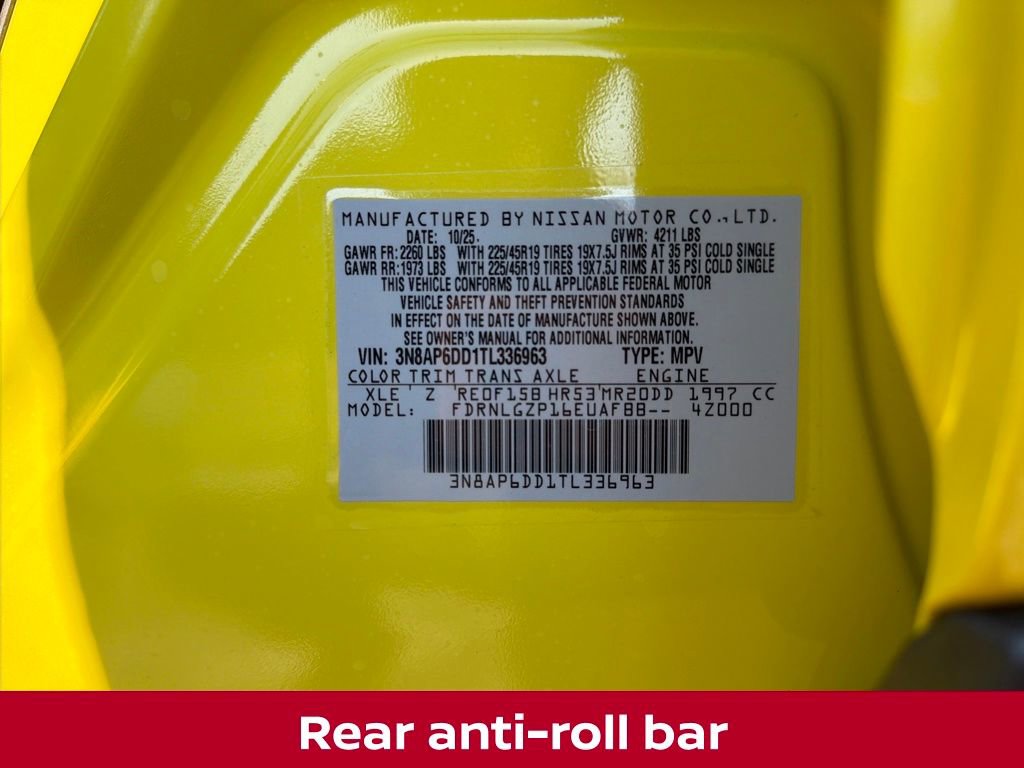 MANUFACTURED BY NISSAN MOTOR CO., LTD.
DATE: 10/25. GVWR: 4211 LBS
GAWR FR: 2260 LBS WITH 225/45R19 TIRES 19X7.5J RIMS AT 35 PSI COLD SINGLE
GAWR RR: 1973 LBS WITH 225/45R19 TIRES 19X7.5J RIMS AT 35 PSI COLD SINGLE
THIS VEHICLE CONFORMS TO ALL APPLICABLE FEDERAL MOTOR
VEHICLE SAFETY AND THEFT PREVENTION STANDARDS
IN EFFECT ON THE DATE OF MANUFACTURE SHOWN ABOVE.
SEE OWNER'S MANUAL FOR ADDITIONAL INFORMATION.
VIN: 3N8AP6DD1TL336963 TYPE: MPV
COLOR TRIM TRANS AXLE ENGINE
XLE' Z 'RE0F15B HR53'MR20DD 1997 CC
MODEL: FDRNLGZP16EUAFBB-- 4Z000
3N8AP6DD1TL336963
Rear anti-roll bar